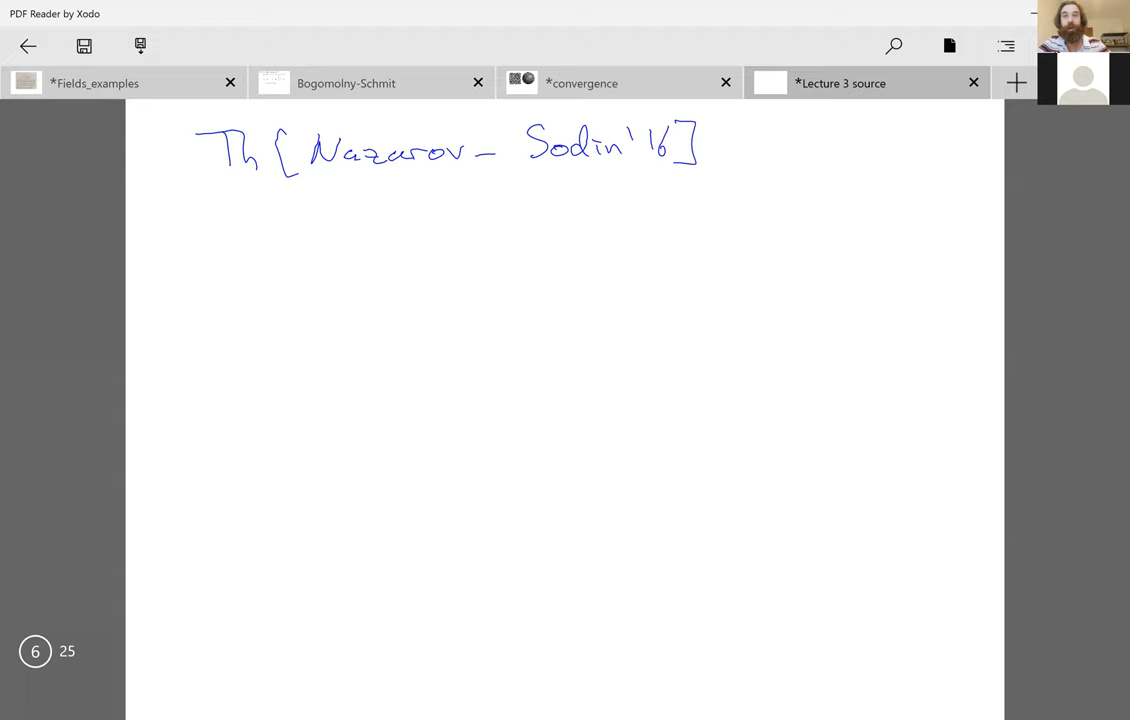 PDF Reader by Xodo
*Fields_examples
Bogomolny-Schmit
*convergence
*Lecture 3 source
Th [Nazarov - Sodin'16]
6 25